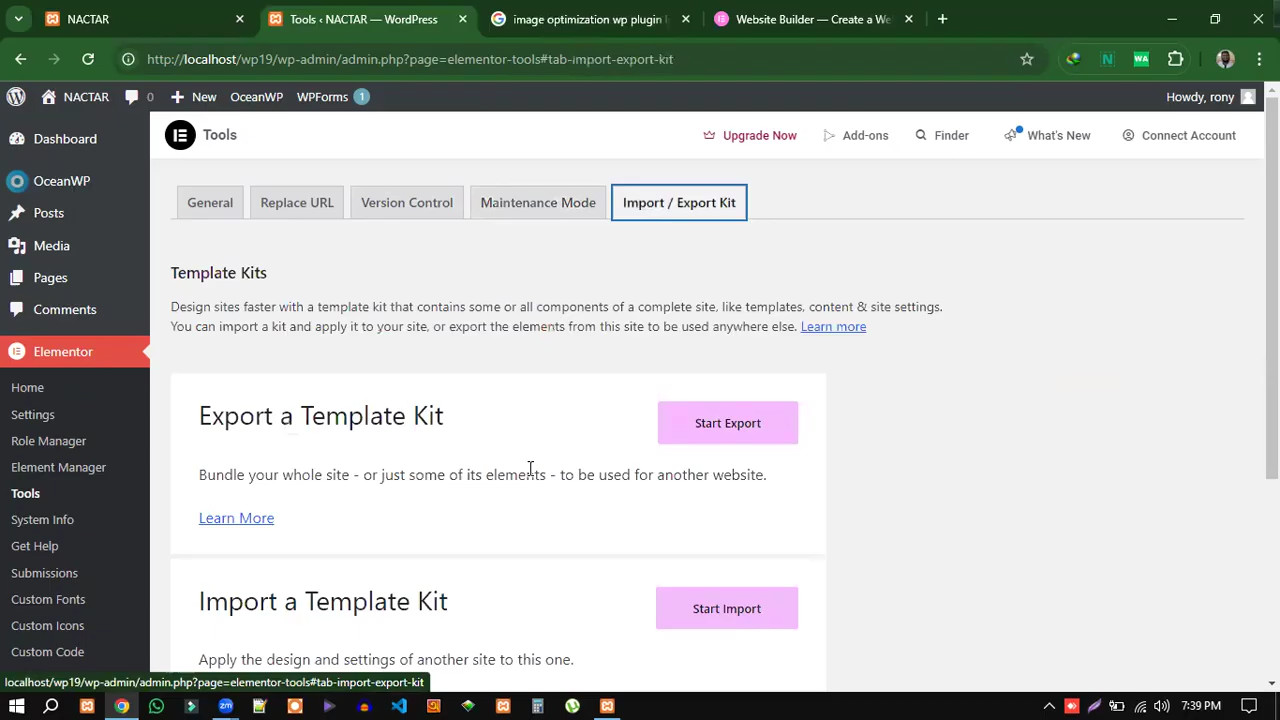 NACTAR
Tools ‹ NACTAR — WordPress
image optimization wp plugin l
Website Builder — Create a We
http://localhost/wp19/wp-admin/admin.php?page=elementor-tools#tab-import-export-kit
NACTAR
0
New
OceanWP
WPForms 1
Howdy, rony
Dashboard
OceanWP
Posts
Media
Pages
Comments
Elementor
Home
Settings
Role Manager
Element Manager
Tools
System Info
Get Help
Submissions
Custom Fonts
Custom Icons
Custom Code
Tools
Upgrade Now
Add-ons
Finder
What's New
Connect Account
General
Replace URL
Version Control
Maintenance Mode
Import / Export Kit
Template Kits
Design sites faster with a template kit that contains some or all components of a complete site, like templates, content & site settings.
You can import a kit and apply it to your site, or export the elements from this site to be used anywhere else. Learn more
Export a Template Kit
Start Export
Bundle your whole site - or just some of its elements - to be used for another website.
Learn More
Import a Template Kit
Start Import
Apply the design and settings of another site to this one.
localhost/wp19/wp-admin/admin.php?page=elementor-tools#tab-import-export-kit
7:39 PM